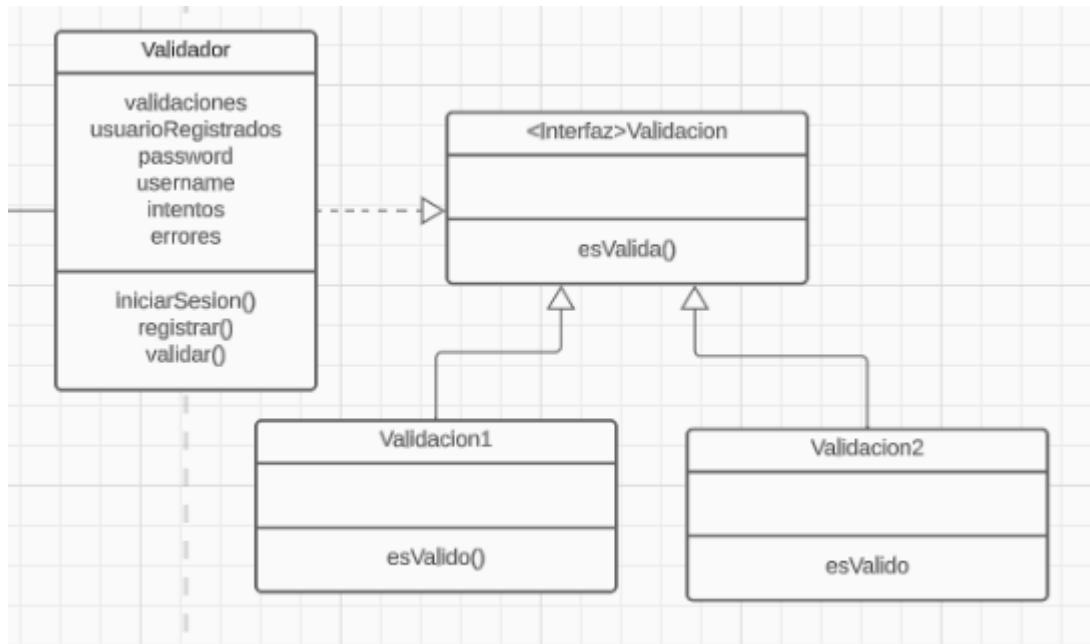 Validador
validaciones
usuarioRegistrados
password
username
intentos
errores
iniciarSesion()
registrar()
validar()
<Interfaz>Validacion
esValida()
Validacion1
esValido()
Validacion2
esValido